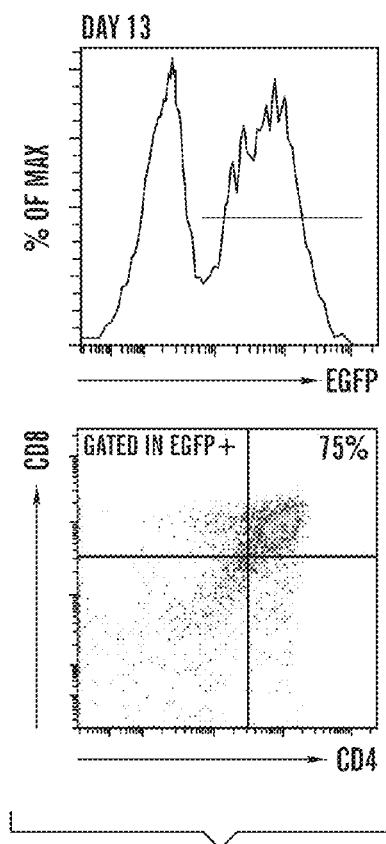 DAY 13
% OF MAX
EGFP
CD8
GATED IN EGFP+
75%
CD4